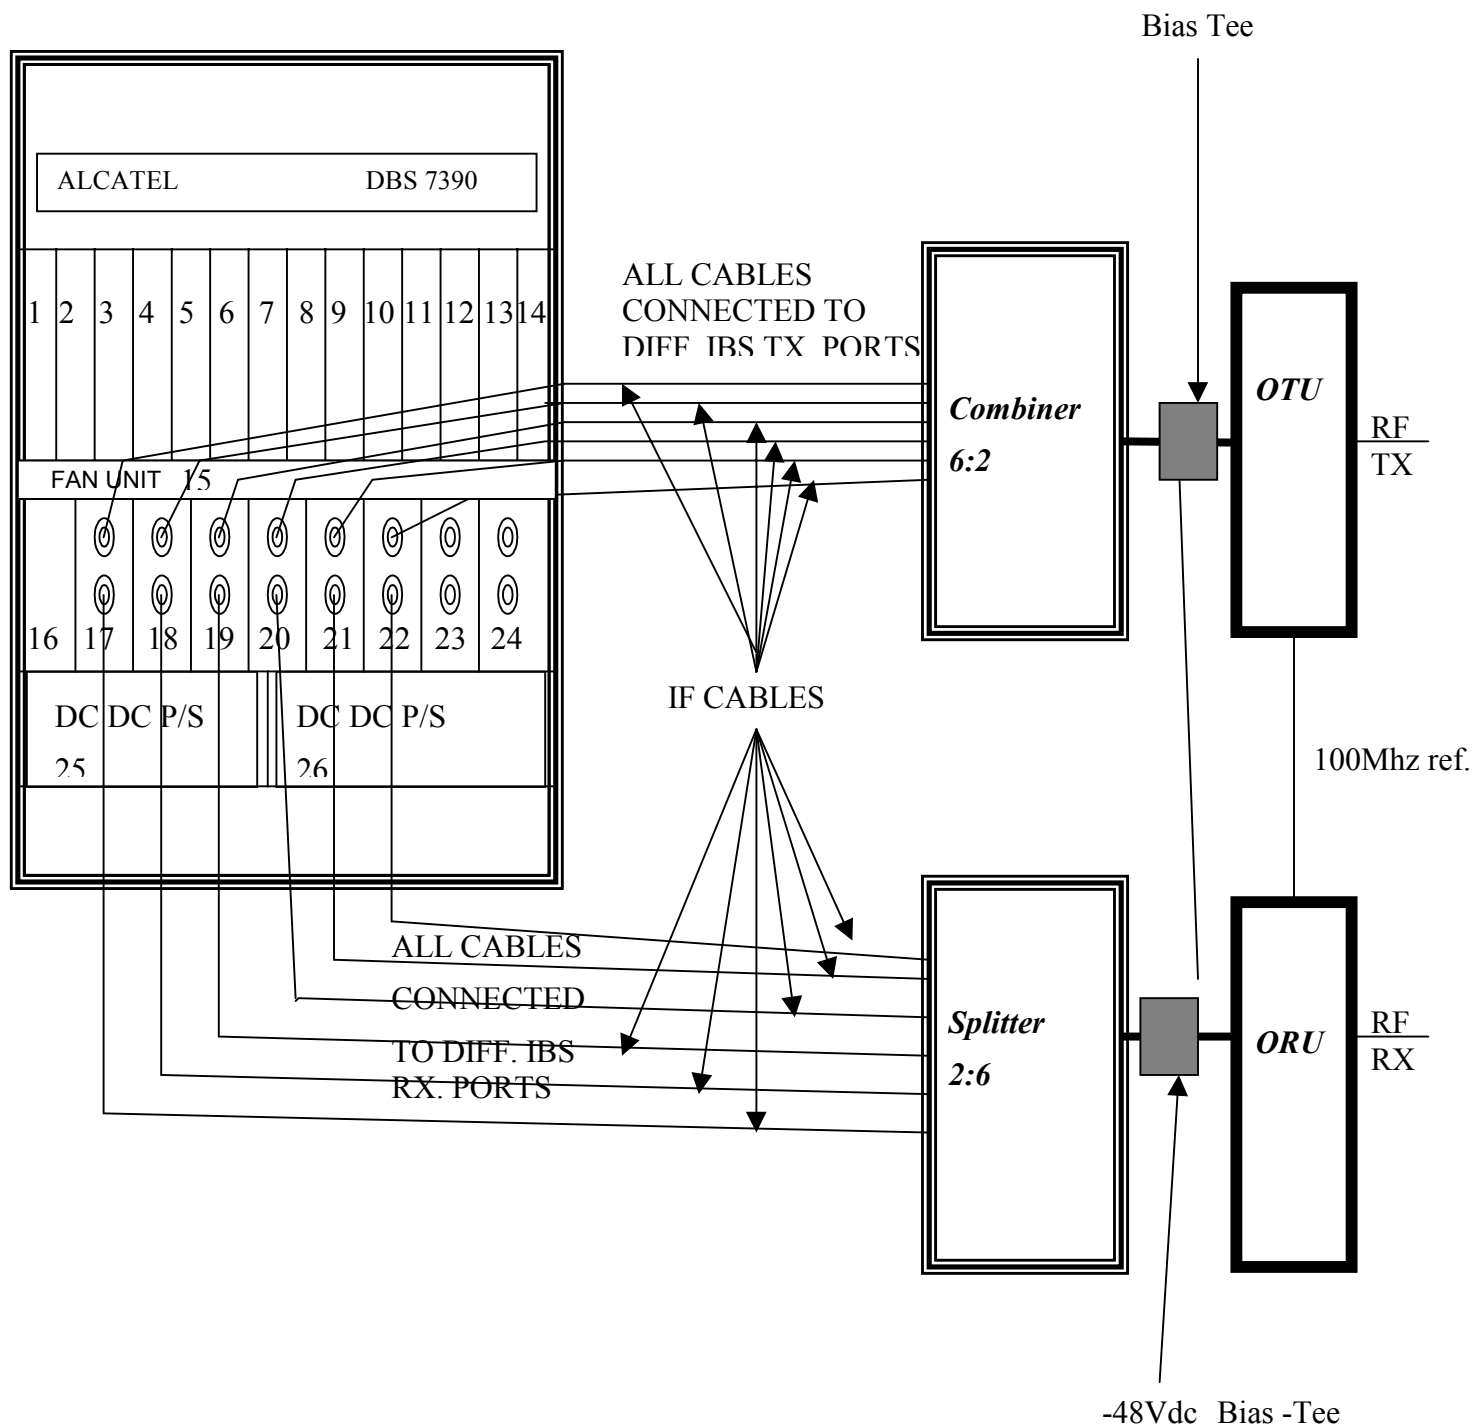 Bias Tee
ALCATEL DBS 7390
1 2 3 4 5 6 7 8 9 10 11 12 13 14
ALL CABLES
CONNECTED TO
DIFF. IBS TX. PORTS
FAN UNIT 15
Combiner
6:2
OTU
RF
TX
16 17 18 19 20 21 22 23 24
IF CABLES
DC DC P/S
25
DC DC P/S
26
100Mhz ref.
ALL CABLES
CONNECTED
TO DIFF. IBS
RX. PORTS
Splitter
2:6
ORU
RF
RX
-48Vdc Bias -Tee